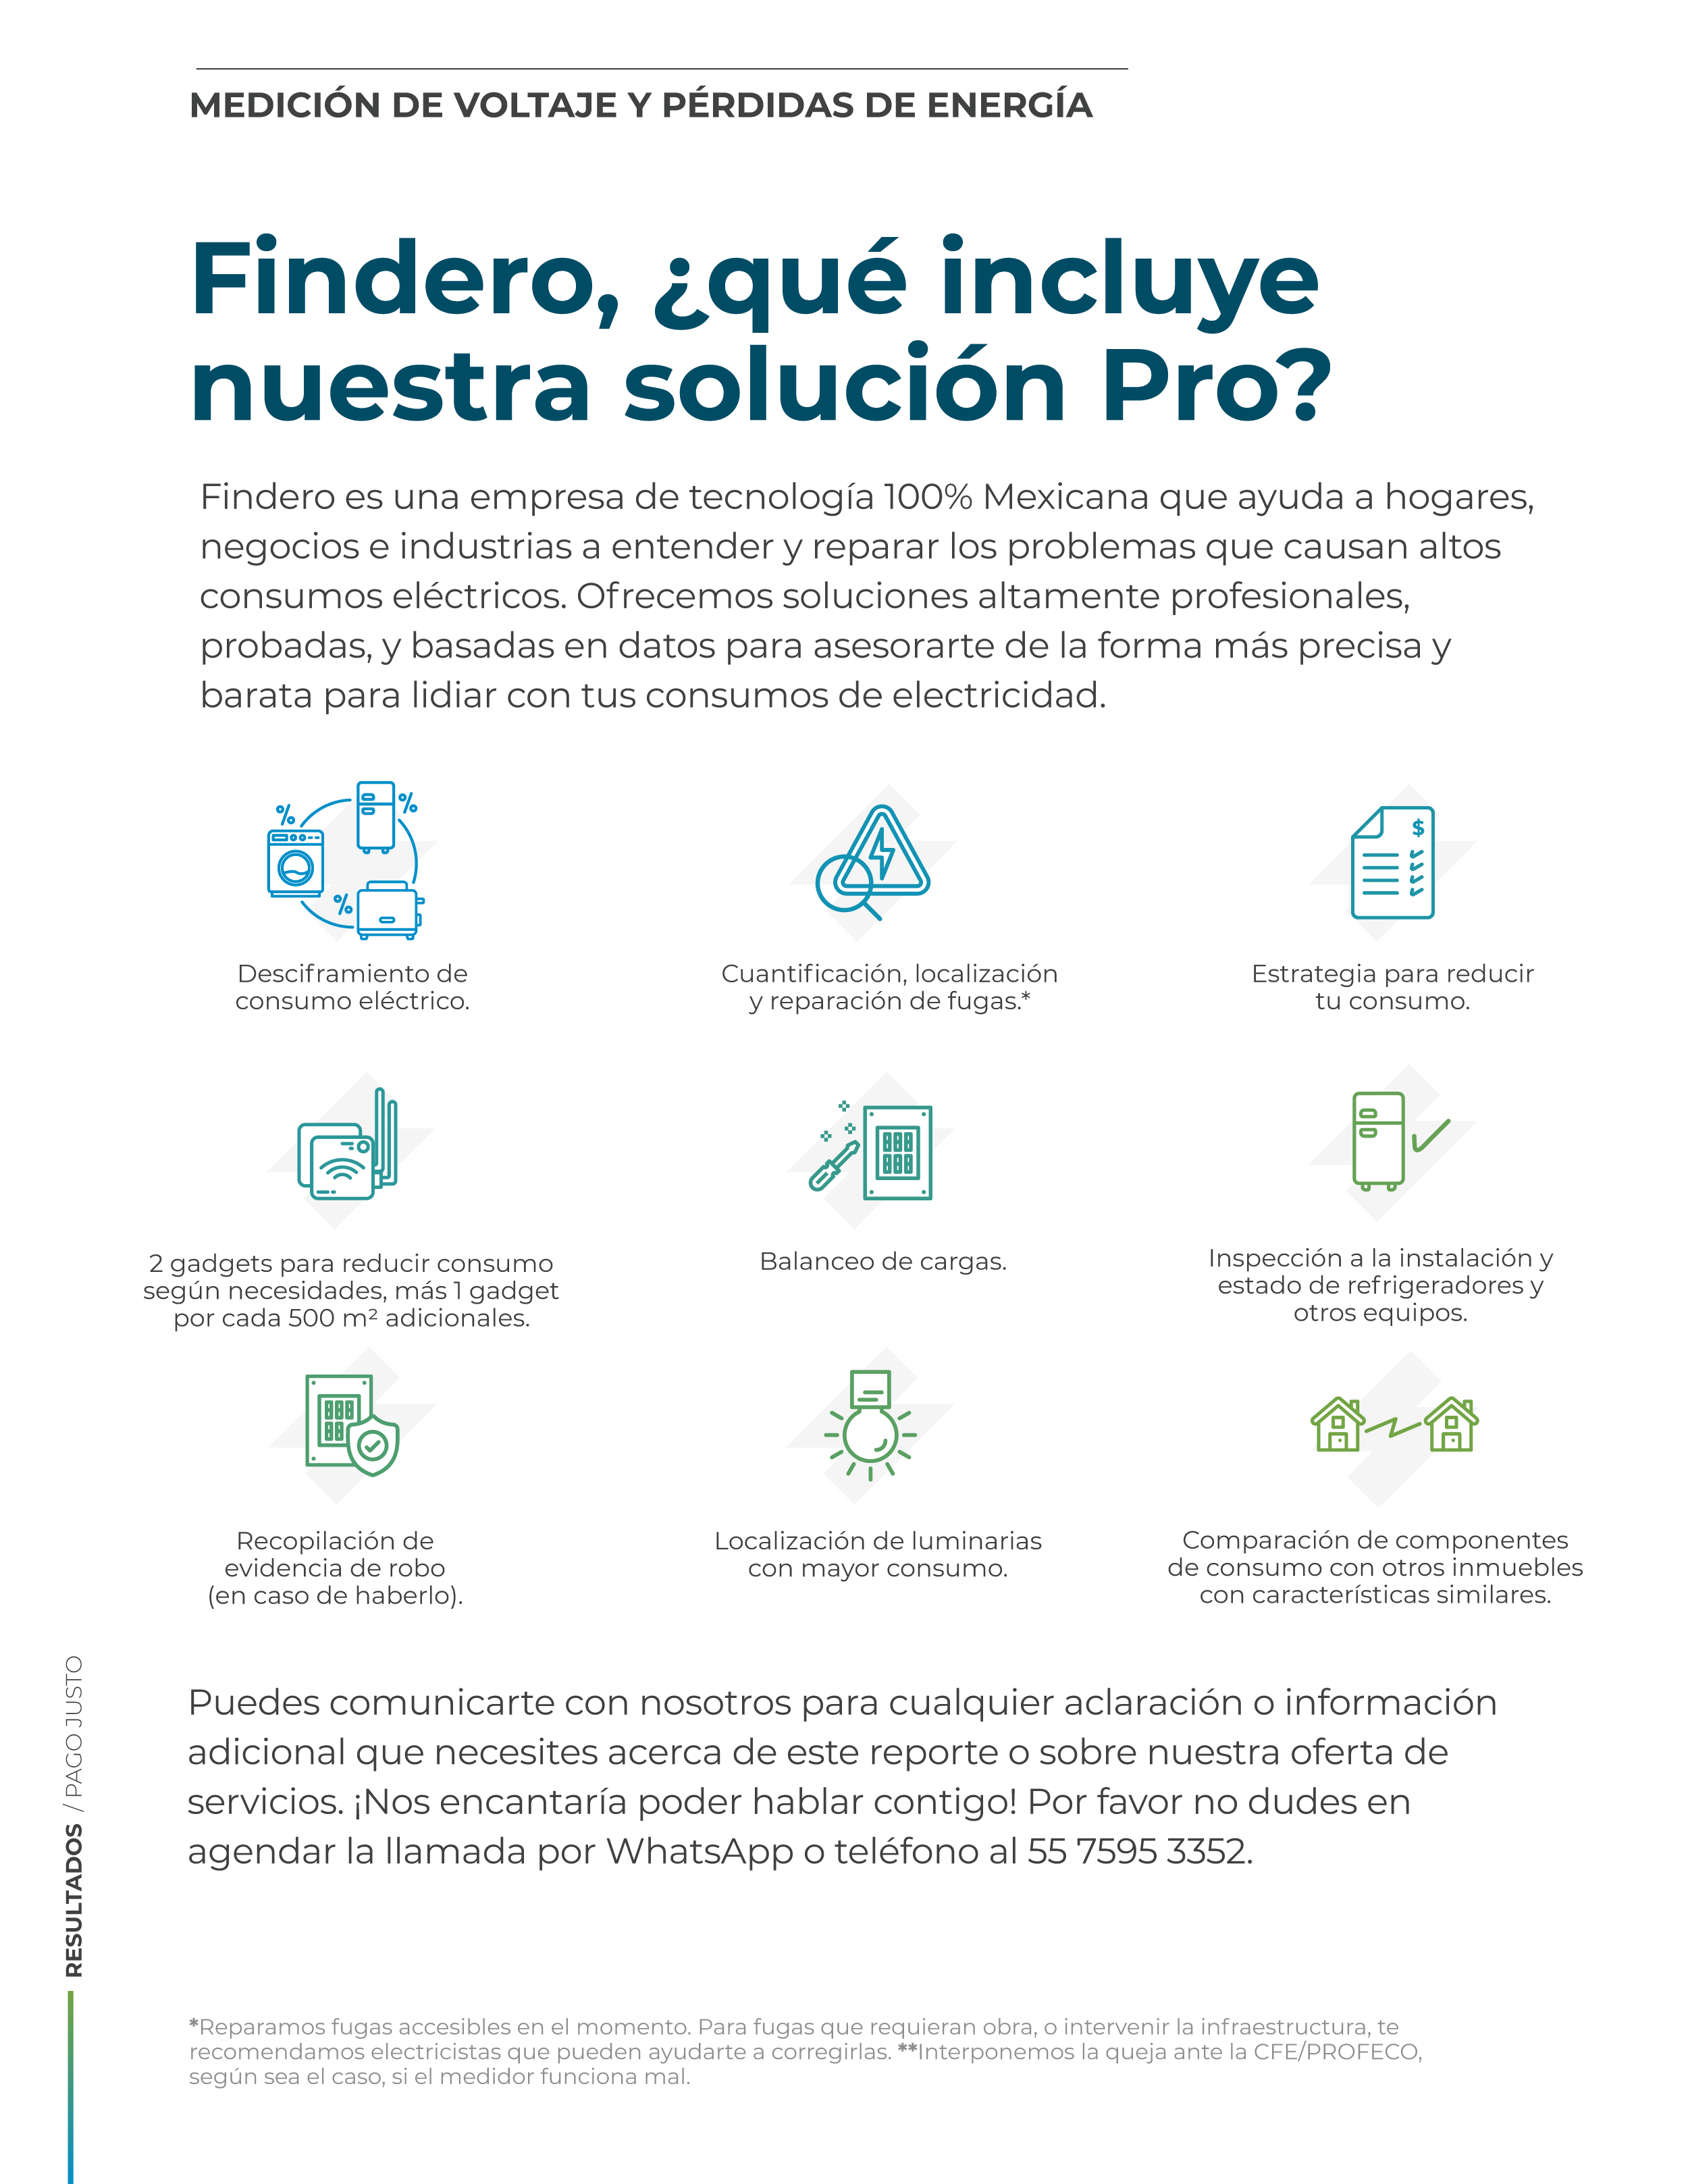 MEDICIÓN DE VOLTAJE Y PÉRDIDAS DE ENERGÍA
Findero, ¿qué incluye
nuestra solución Pro?
Findero es una empresa de tecnología 100% Mexicana que ayuda a hogares,
negocios e industrias a entender y reparar los problemas que causan altos
consumos eléctricos. Ofrecemos soluciones altamente profesionales,
probadas, y basadas en datos para asesorarte de la forma más precisa y
barata para lidiar con tus consumos de electricidad.
% % %
$
Desciframiento de
consumo eléctrico.
Cuantificación, localización
y reparación de fugas.*
Estrategia para reducir
tu consumo.
2 gadgets para reducir consumo
según necesidades, más 1 gadget
por cada 500 m² adicionales.
Balanceo de cargas.
Inspección a la instalación y
estado de refrigeradores y
otros equipos.
Recopilación de
evidencia de robo
(en caso de haberlo).
Localización de luminarias
con mayor consumo.
Comparación de componentes
de consumo con otros inmuebles
con características similares.
Puedes comunicarte con nosotros para cualquier aclaración o información
adicional que necesites acerca de este reporte o sobre nuestra oferta de
servicios. ¡Nos encantaría poder hablar contigo! Por favor no dudes en
agendar la llamada por WhatsApp o teléfono al 55 7595 3352.
RESULTADOS / PAGO JUSTO
*Reparamos fugas accesibles en el momento. Para fugas que requieran obra, o intervenir la infraestructura, te
recomendamos electricistas que pueden ayudarte a corregirlas. **Interponemos la queja ante la CFE/PROFECO,
según sea el caso, si el medidor funciona mal.